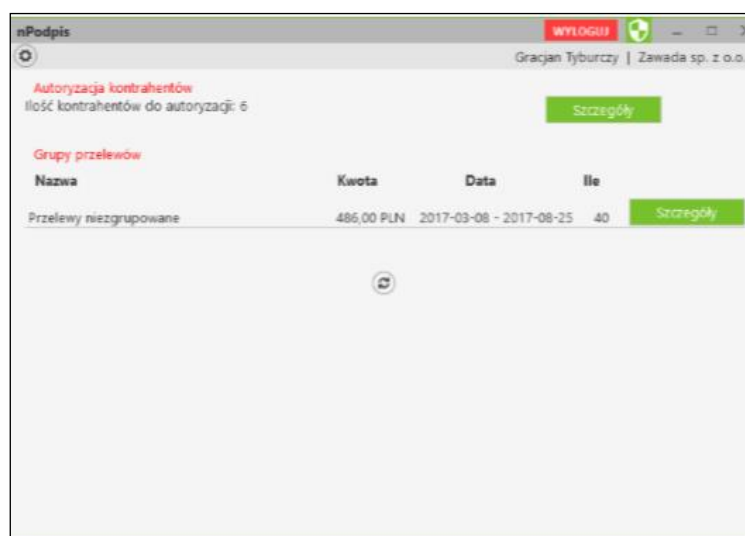 nPodpis WYLOGUJ
Gracjan Tyburczy | Zawada sp. z o.o.
Autoryzacja kontrahentów
Ilość kontrahentów do autoryzacji: 6
Szczegóły
Grupy przelewów
Nazwa Kwota Data Ile
Przelewy niezgrupowane 486,00 PLN 2017-03-08 - 2017-08-25 40 Szczegóły